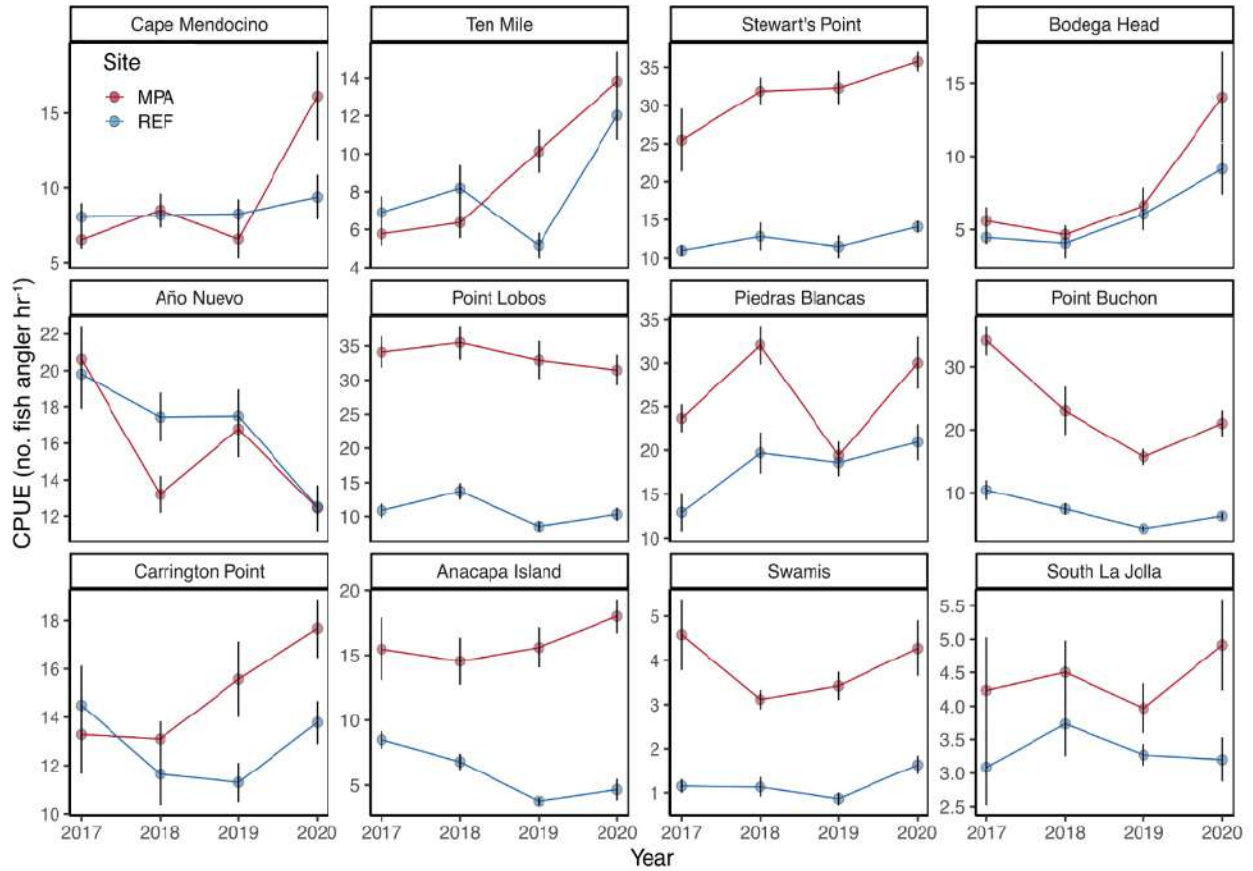 Cape Mendocino
Ten Mile
Stewart's Point
Bodega Head
Site
MPA
REF
15
10
5
14
12
10
8
6
4
35
30
25
20
15
10
15
10
5
Año Nuevo
Point Lobos
Piedras Blancas
Point Buchon
CPUE (no. fish angler hr⁻¹)
22
20
18
16
14
12
35
30
25
20
15
10
35
30
25
20
15
10
30
20
10
Carrington Point
Anacapa Island
Swamis
South La Jolla
18
16
14
12
10
20
15
10
5
5
4
3
2
1
5.5
5.0
4.5
4.0
3.5
3.0
2.5
2017 2018 2019 2020
2017 2018 2019 2020
2017 2018 2019 2020
2017 2018 2019 2020
Year